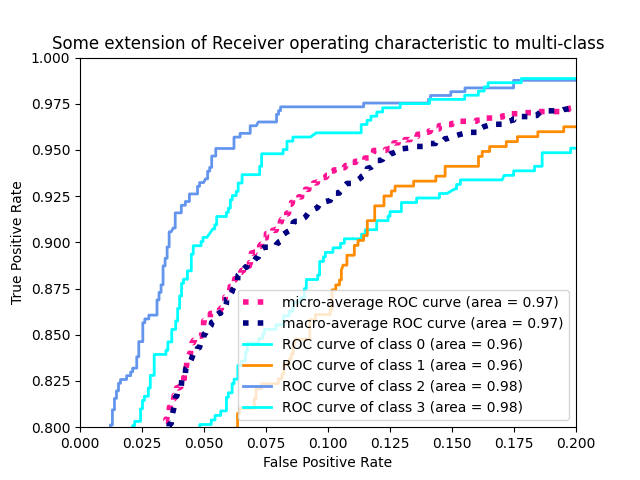 Some extension of Receiver operating characteristic to multi-class
1.000
0.975
0.950
0.925
0.900
0.875
0.850
0.825
0.800
True Positive Rate
micro-average ROC curve (area = 0.97)
macro-average ROC curve (area = 0.97)
ROC curve of class 0 (area = 0.96)
ROC curve of class 1 (area = 0.96)
ROC curve of class 2 (area = 0.98)
ROC curve of class 3 (area = 0.98)
0.000 0.025 0.050 0.075 0.100 0.125 0.150 0.175 0.200
False Positive Rate